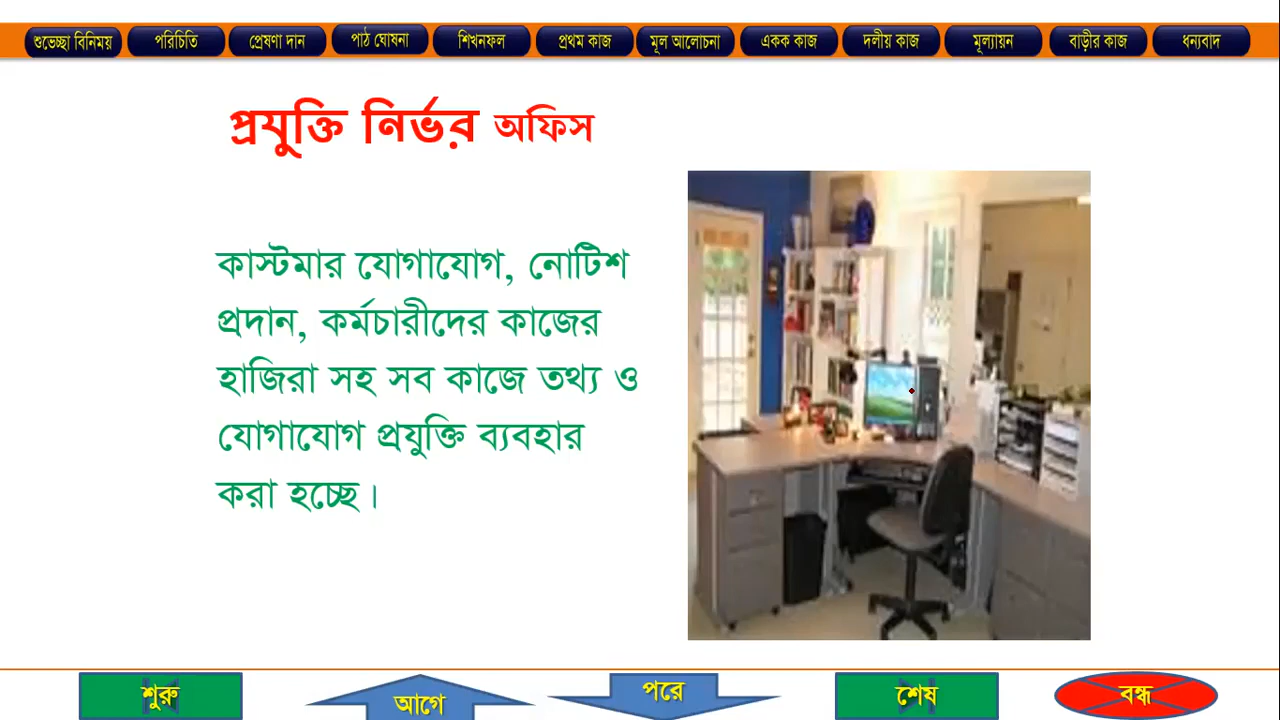 শুভেচ্ছা বিনিময় পরিচিতি প্রেষণা দান পাঠ ঘোষনা শিখনফল প্রথম কাজ মূল আলোচনা একক কাজ দলীয় কাজ মূল্যায়ন বাড়ীর কাজ ধন্যবাদ
প্রযুক্তি নির্ভর অফিস
কাস্টমার যোগাযোগ, নোটিশ
প্রদান, কর্মচারীদের কাজের
হাজিরা সহ সব কাজে তথ্য ও
যোগাযোগ প্রযুক্তি ব্যবহার
করা হচ্ছে।
শুরু আগে পরে শেষ বন্ধ